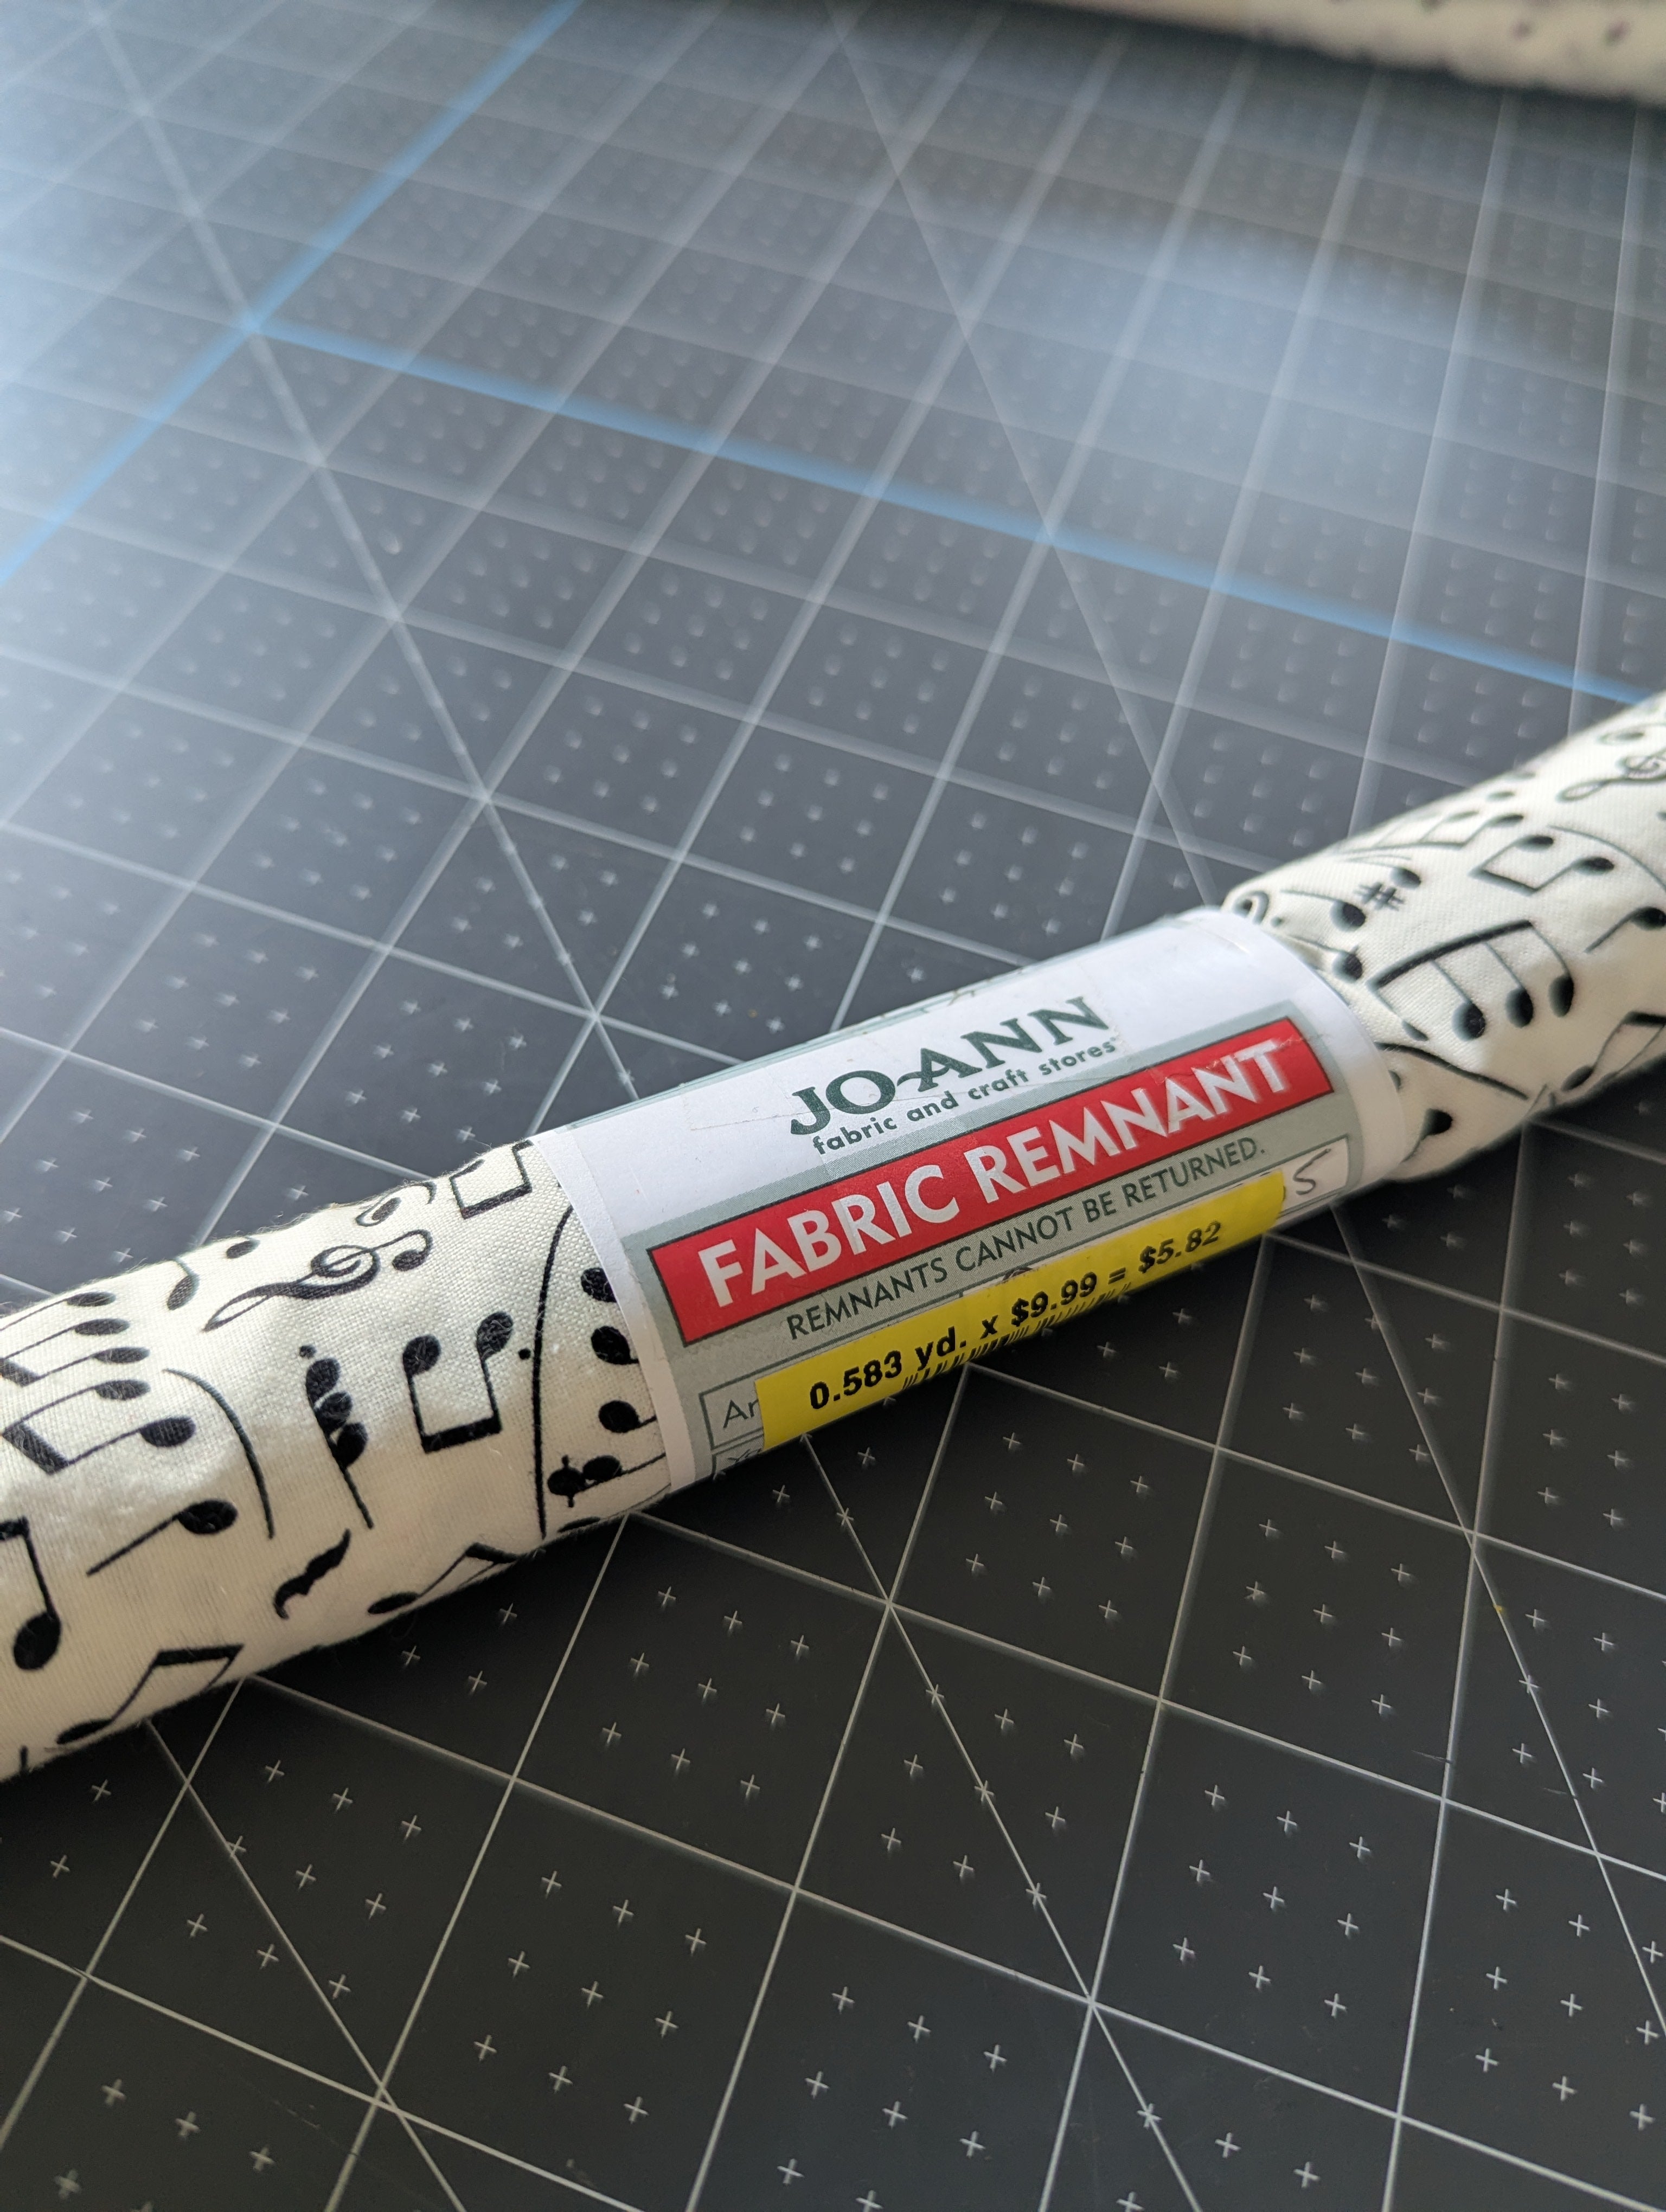 JO-ANN
fabric and craft stores
FABRIC REMNANT
REMNANTS CANNOT BE RETURNED.
0.583 yd. x $9.99 = $5.82